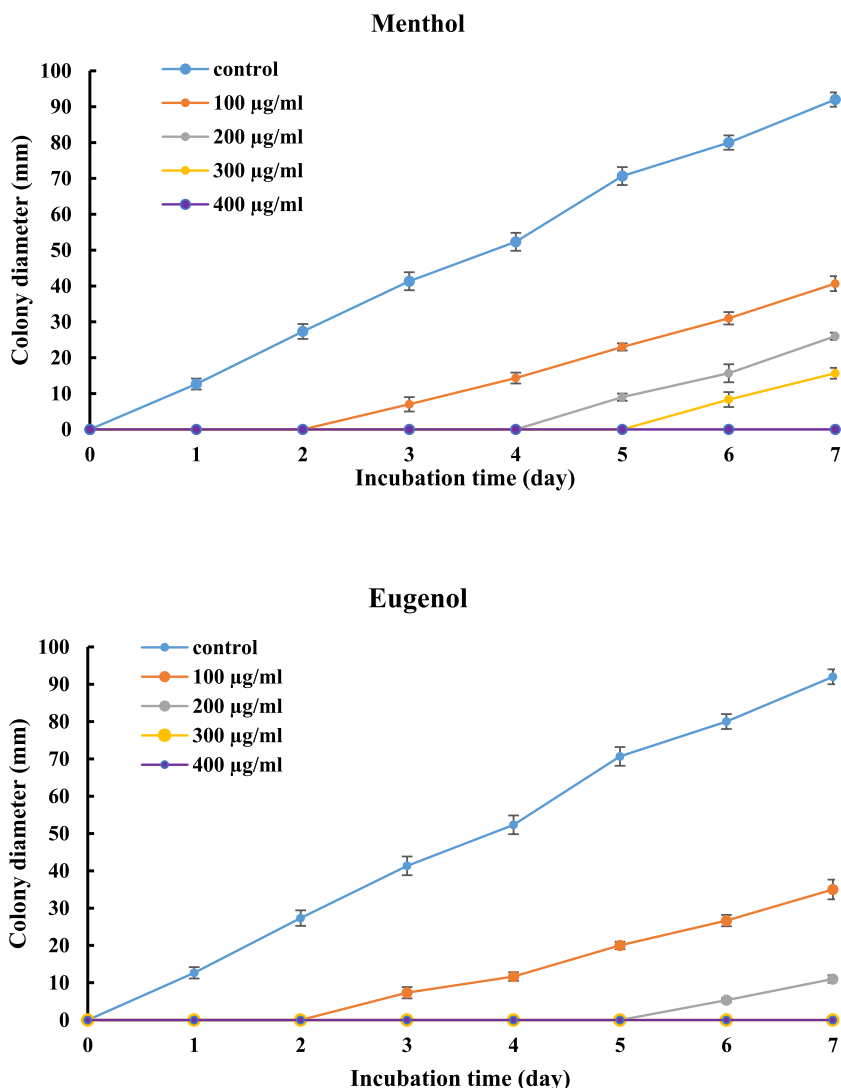 Menthol
control
100 µg/ml
200 µg/ml
300 µg/ml
400 µg/ml
Colony diameter (mm)
100
90
80
70
60
50
40
30
20
10
0
0 1 2 3 4 5 6 7
Incubation time (day)
Eugenol
control
100 µg/ml
200 µg/ml
300 µg/ml
400 µg/ml
Colony diameter (mm)
100
90
80
70
60
50
40
30
20
10
0
0 1 2 3 4 5 6 7
Incubation time (day)